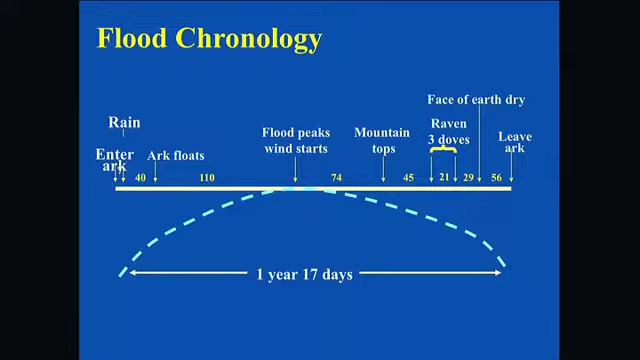 Flood Chronology
Face of earth dry
Rain
Raven
3 doves
Flood peaks
wind starts
Mountain
tops
Leave
ark
Enter
ark
Ark floats
7
40
110
74
45
21
29
56
1 year 17 days